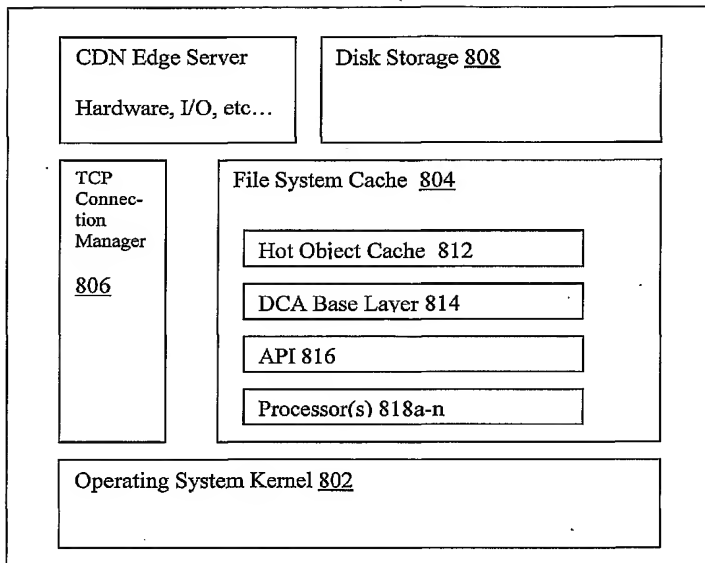 CDN Edge Server
Hardware, I/O, etc...
Disk Storage 808
TCP
Connec-
tion
Manager
806
File System Cache 804
Hot Object Cache 812
DCA Base Layer 814
API 816
Processor(s) 818a-n
Operating System Kernel 802